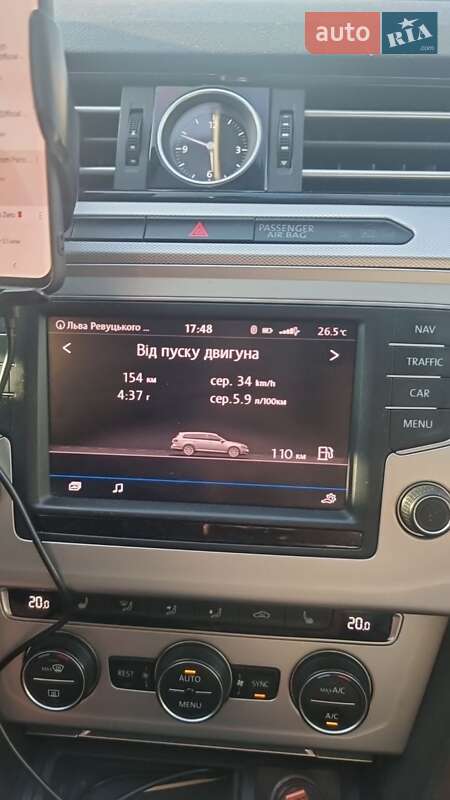 auto RIA
.com
12
3
6
9
PASSENGER
AIR BAG
Льва Ревуцького ...
17:48
26.5°C
NAV
< Від пуску двигуна >
TRAFFIC
154 км
сер. 34 km/h
4:37 г
сер.5.9 л/100км
CAR
MENU
110 км
20.0
20.0
MAX
REST
AUTO
MENU
SYNC
MAX A/C
A/C